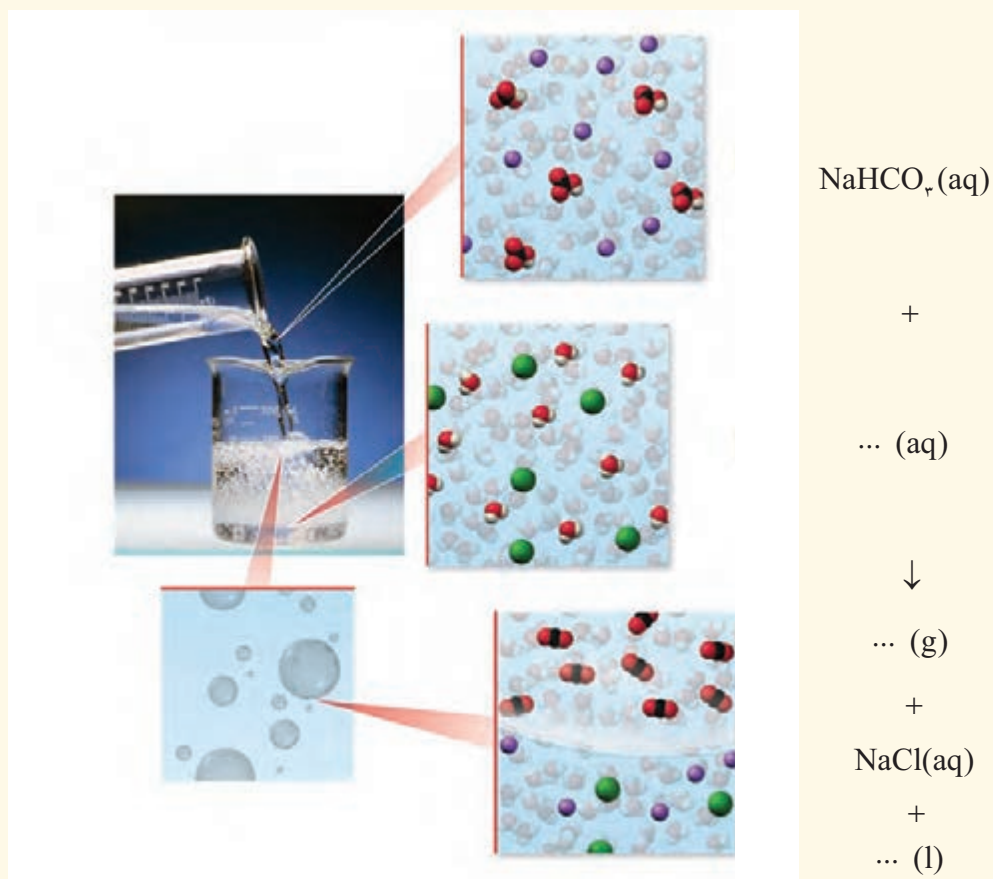 NaHCO۳(aq)
+
... (aq)
↓
... (g)
+
NaCl(aq)
+
... (l)